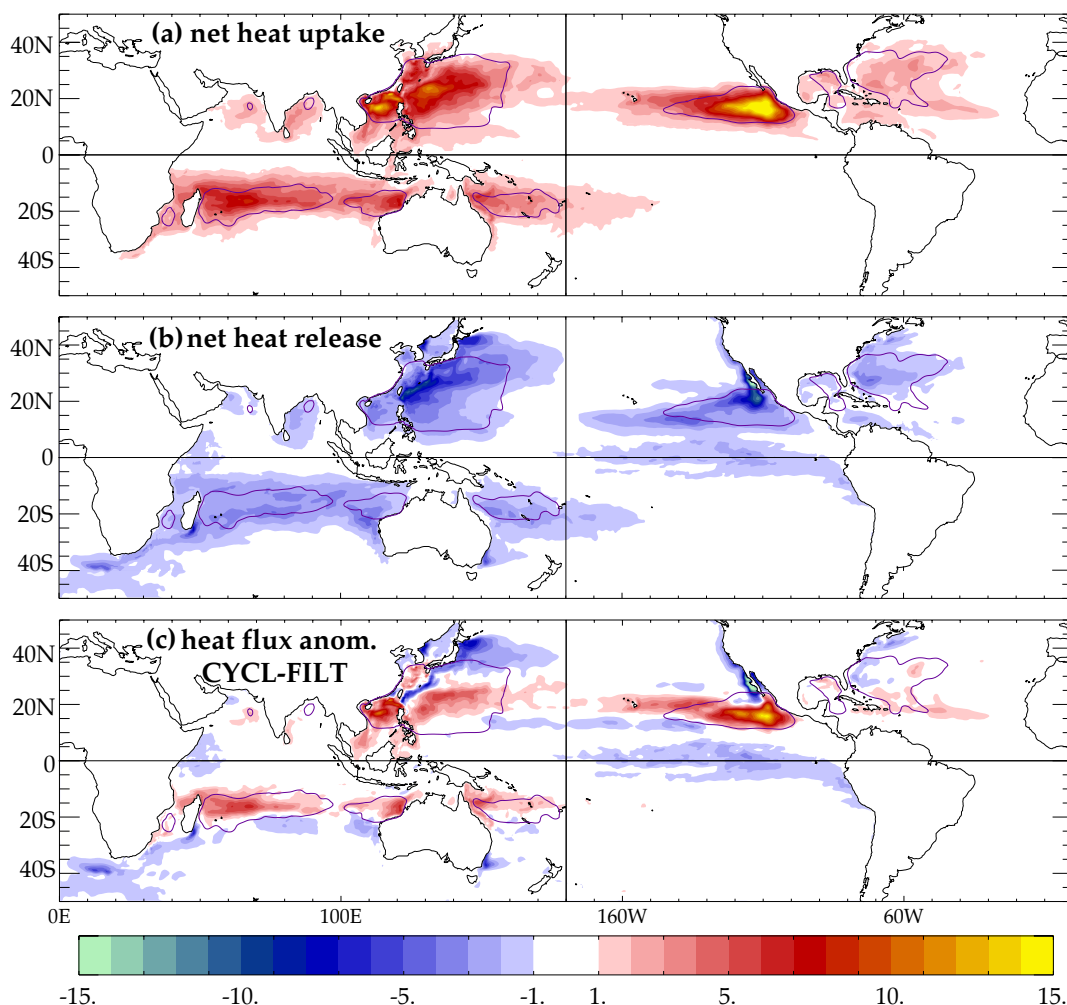 (a) net heat uptake
40N
20N
0
20S
40S
(b) net heat release
40N
20N
0
20S
40S
(c) heat flux anom.
CYCL-FILT
40N
20N
0
20S
40S
0E 100E 160W 60W
-15. -10. -5. -1. 1. 5. 10. 15.